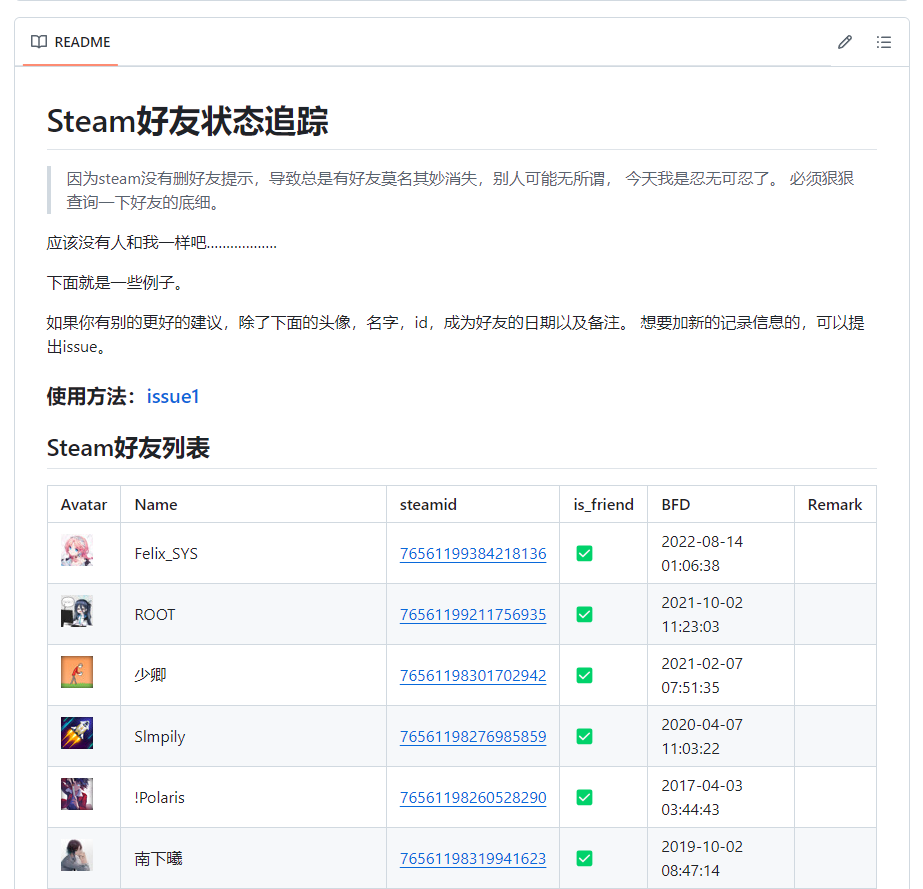 README
Steam好友状态追踪
因为steam没有删好友提示，导致总是有好友莫名其妙消失，别人可能无所谓， 今天我是忍无可忍了。 必须狠狠
查询一下好友的底细。
应该没有人和我一样吧..................
下面就是一些例子。
如果你有别的更好的建议，除了下面的头像，名字，id，成为好友的日期以及备注。 想要加新的记录信息的，可以提
出issue。
使用方法：issue1
Steam好友列表
Avatar Name steamid is_friend BFD Remark
Felix_SYS 76561199384218136 ✅ 2022-08-14
01:06:38
ROOT 76561199211756935 ✅ 2021-10-02
11:23:03
少卿 76561198301702942 ✅ 2021-02-07
07:51:35
Slmpily 76561198276985859 ✅ 2020-04-07
11:03:22
!Polaris 76561198260528290 ✅ 2017-04-03
03:44:43
南下曦 76561198319941623 ✅ 2019-10-02
08:47:14